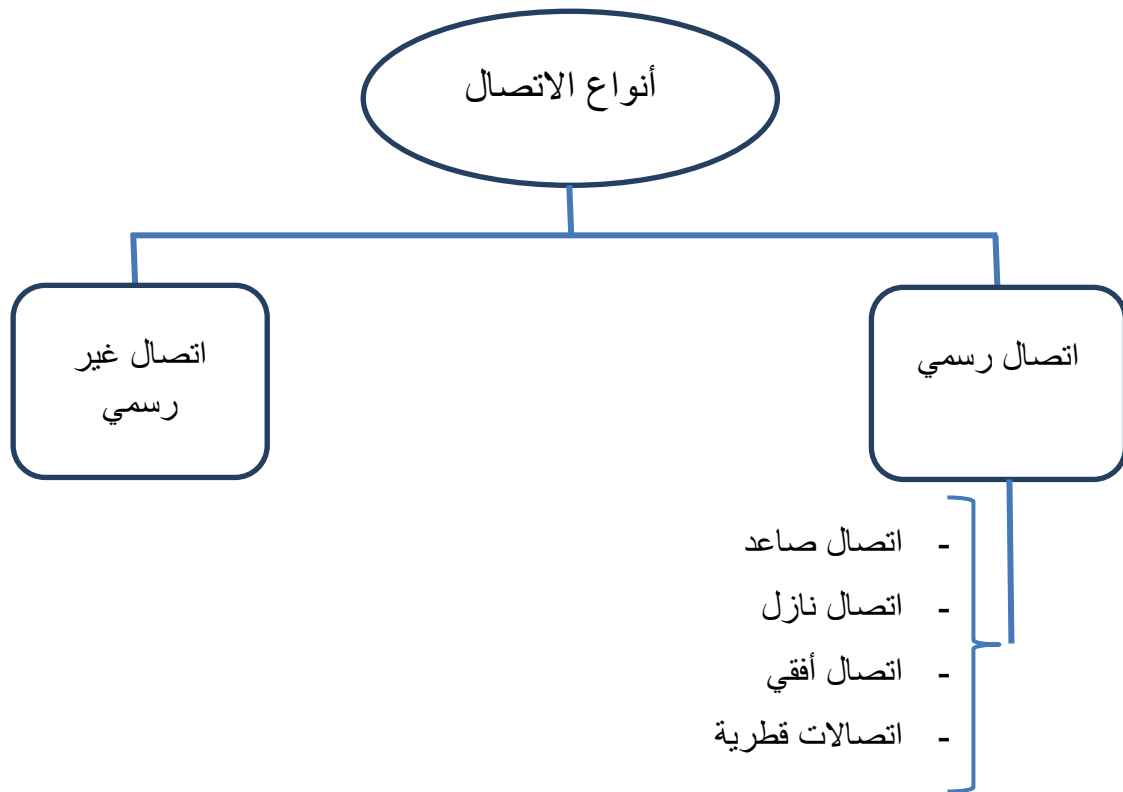 أنواع الاتصال
اتصال رسمي
اتصال غير
رسمي
- اتصال صاعد
- اتصال نازل
- اتصال أفقي
- اتصالات قطرية